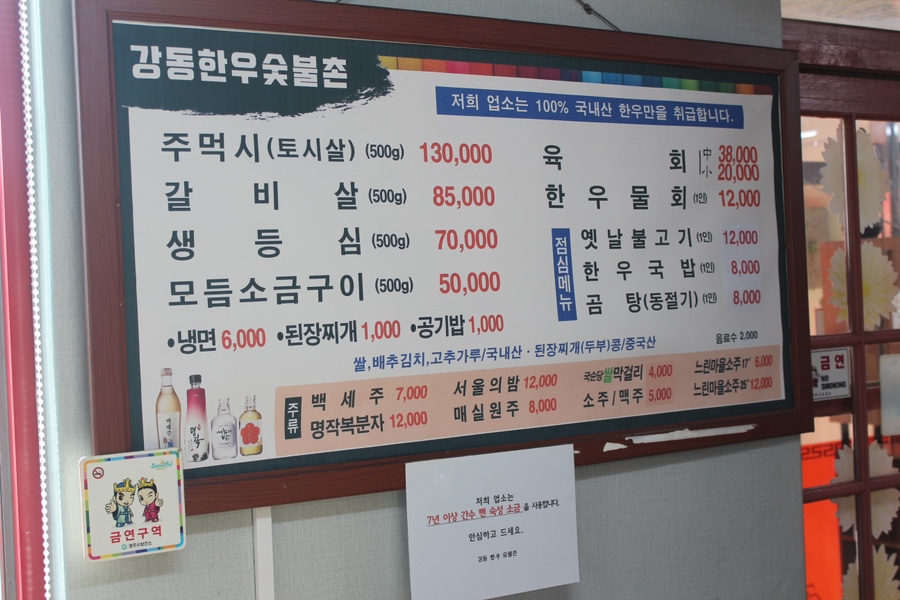 강동한우숯불촌
저희 업소는 100% 국내산 한우만을 취급합니다.
주먹시(토시살) (500g) 130,000
갈비살 (500g) 85,000
생등심 (500g) 70,000
모듬소금구이 (500g) 50,000
•냉면 6,000 •된장찌개 1,000 •공기밥 1,000
육회 中 38,000
小 20,000
한우물회 (1인) 12,000
점심메뉴
옛날불고기 (1인) 12,000
한우국밥 (1인) 8,000
곰탕(동절기) (1인) 8,000
음료수 2,000
쌀,배추김치,고추가루/국내산 · 된장찌개(두부)콩/중국산
주류
백세주 7,000 서울의밤 12,000 국순당쌀막걸리 4,000 느린마을소주17° 6,000
명작복분자 12,000 매실원주 8,000 소주/맥주 5,000 느린마을소주25° 12,000
금연구역
경주시보건소
저희 업소는
7년 이상 간수 뺀 숙성 소금을 사용합니다.
안심하고 드세요.
금연
NO SMOKING